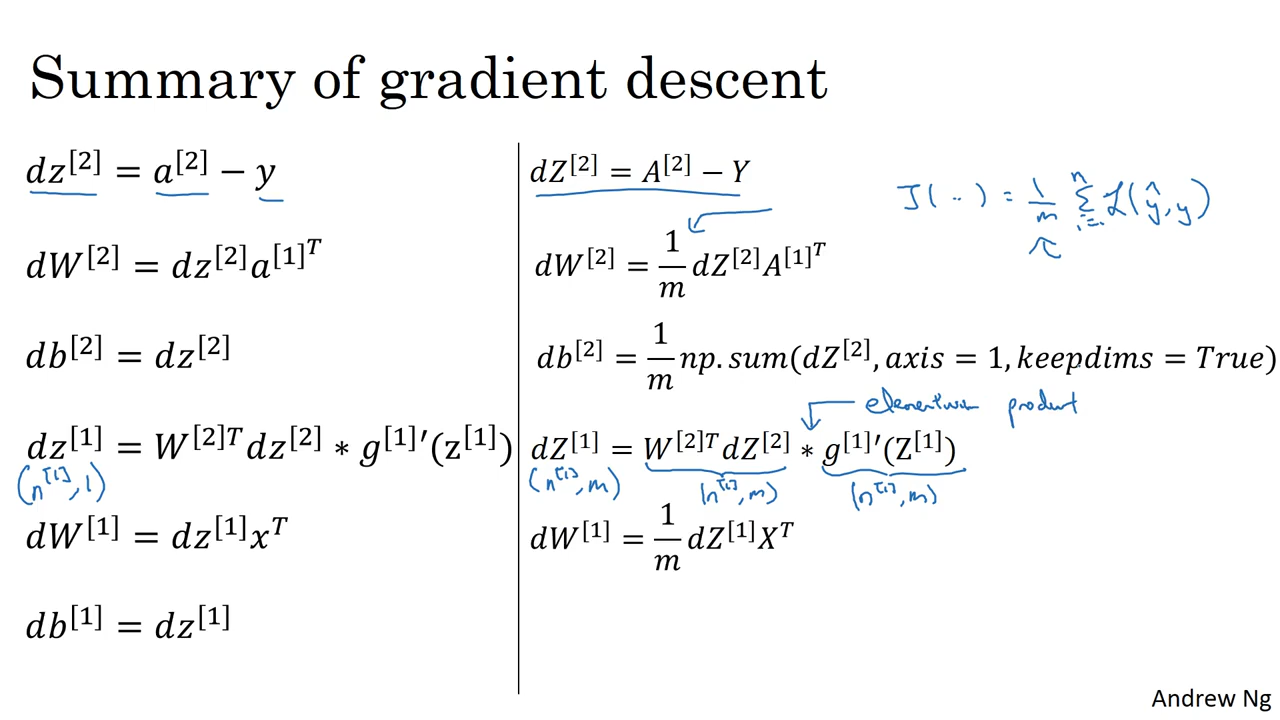 Summary of gradient descent
dz^[2] = a^[2] − y
dW^[2] = dz^[2] a^[1]^T
db^[2] = dz^[2]
dz^[1] = W^[2]T dz^[2] ∗ g^[1]′(z^[1])
(n^[1], 1)
dW^[1] = dz^[1] x^T
db^[1] = dz^[1]
dZ^[2] = A^[2] − Y
J(..) = 1/m Σ_{i=1}^{n} ℒ(ŷ, y)
dW^[2] = 1/m dZ^[2] A^[1]^T
db^[2] = 1/m np.sum(dZ^[2], axis = 1, keepdims = True)
elementwise product
dZ^[1] = W^[2]T dZ^[2] ∗ g^[1]′(Z^[1])
(n^[1], m) (n^[1], m) (n^[1], m)
dW^[1] = 1/m dZ^[1] X^T
Andrew Ng